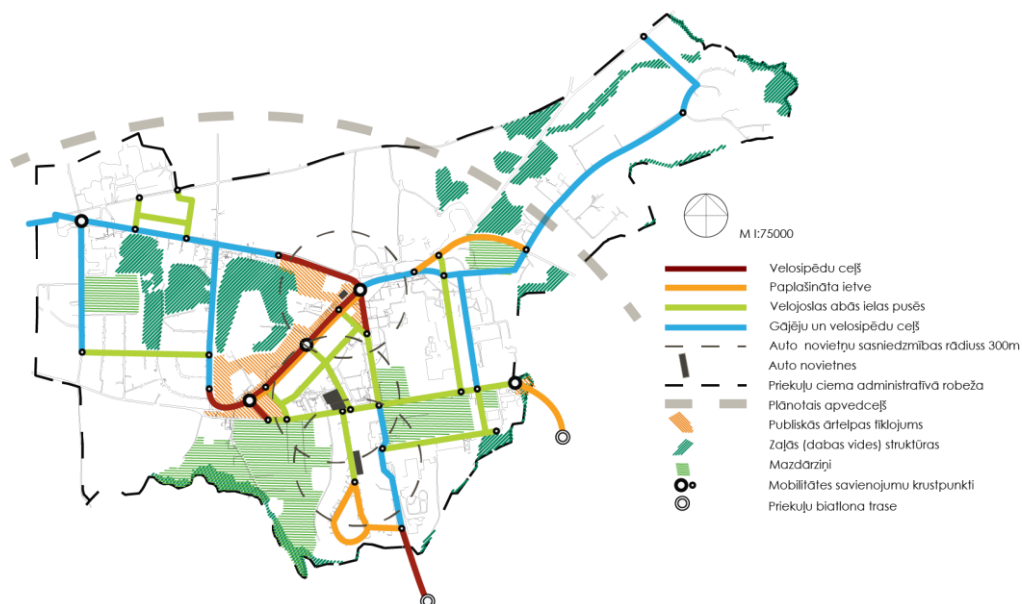 M I:75000
Velosipēdu ceļš
Paplašināta ietve
Velojoslas abās ielas pusēs
Gājēju un velosipēdu ceļš
Auto novietņu sasniedzmības rādiuss 300m
Auto novietnes
Priekuļu ciema administratīvā robeža
Plānotais apvedceļš
Publiskās ārtelpas tīklojums
Zaļās (dabas vides) struktūras
Mazdārziņi
Mobilitātes savienojumu krustpunkti
Priekuļu biatlona trase